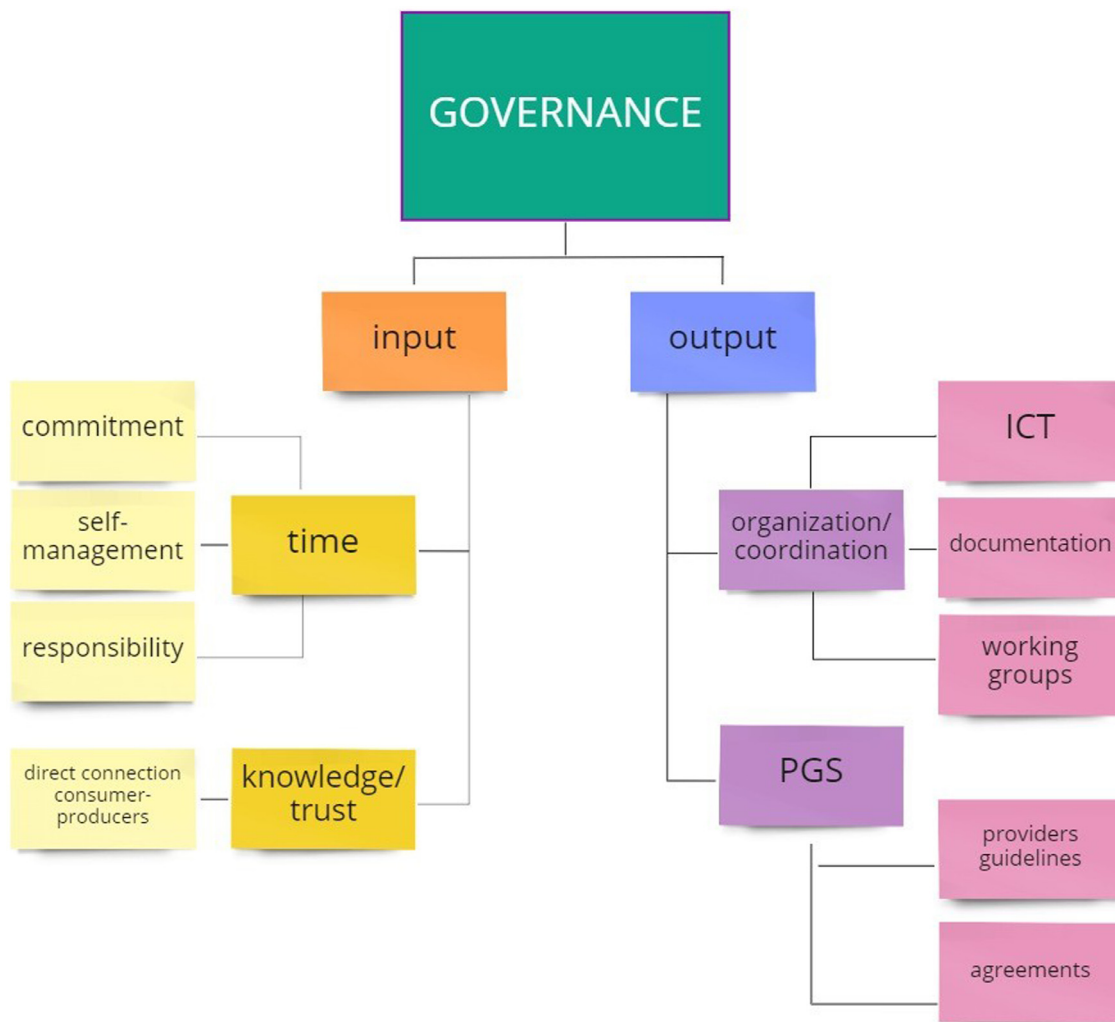 GOVERNANCE
input
output
commitment
self-
management
responsibility
time
direct connection
consumer-
producers
knowledge/
trust
organization/
coordination
ICT
documentation
working
groups
PGS
providers
guidelines
agreements